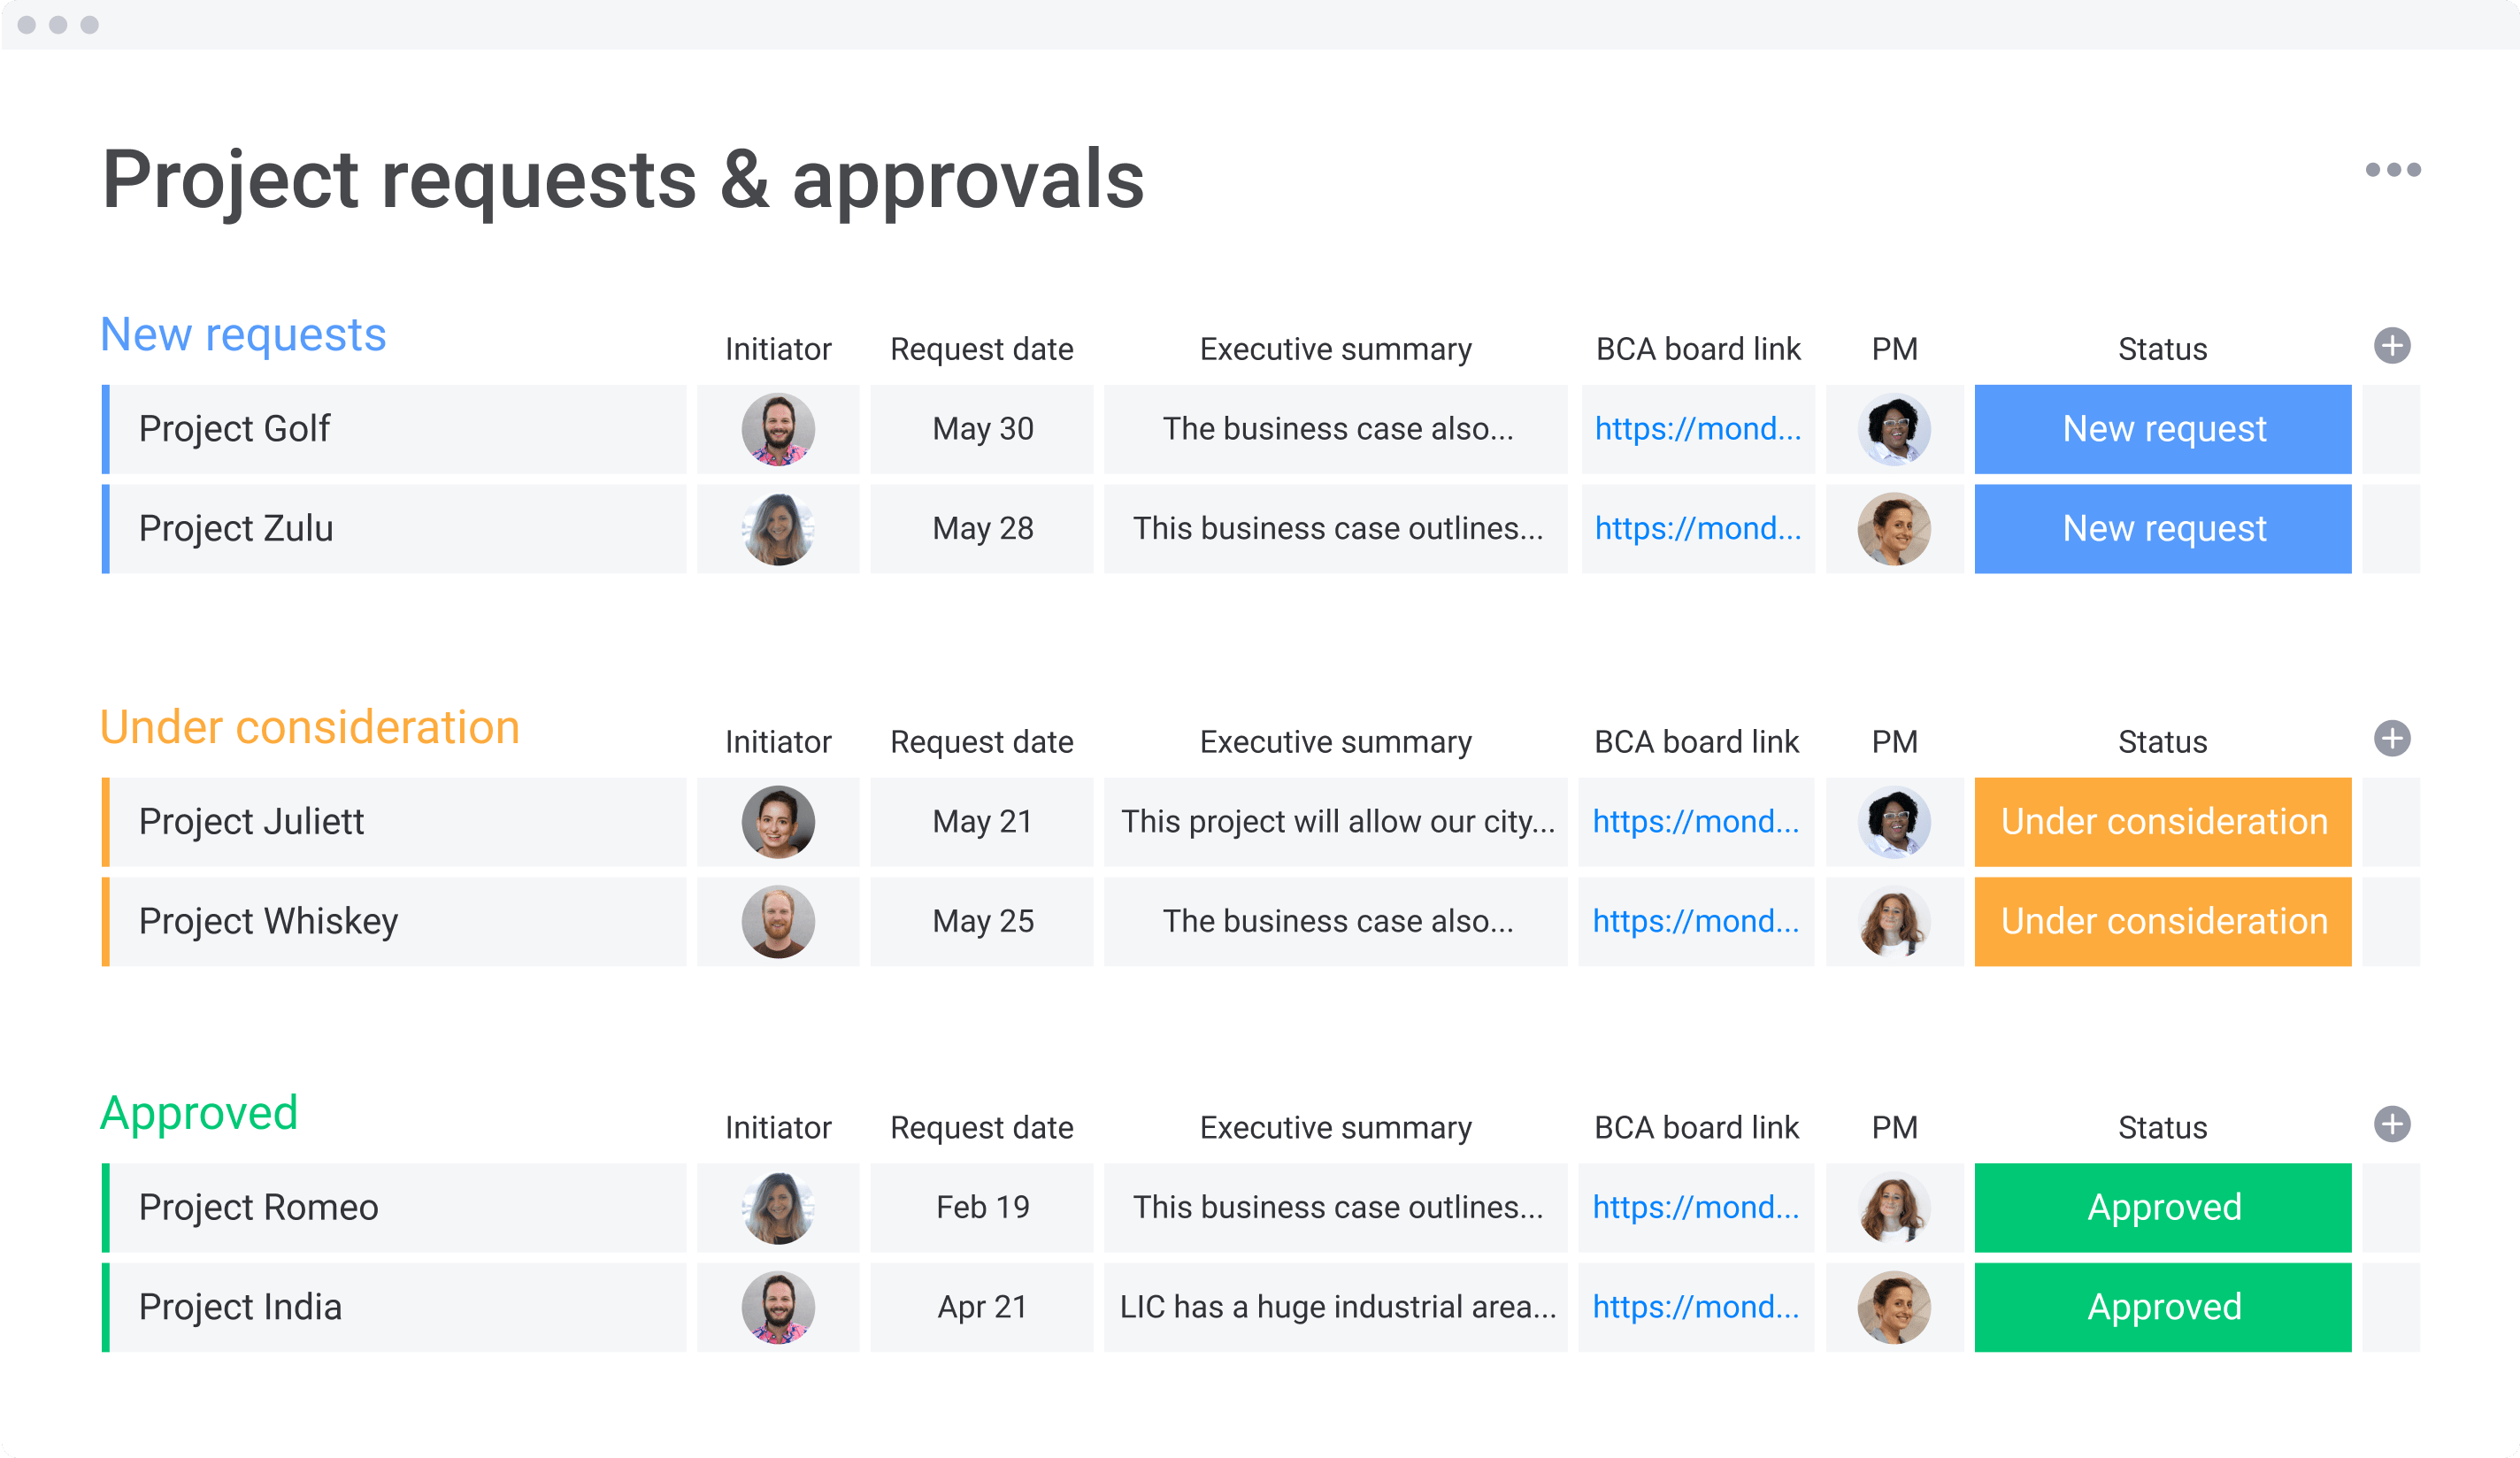 Project requests & approvals
New requests Initiator Request date Executive summary BCA board link PM Status
Project Golf May 30 The business case also... https://mond... New request
Project Zulu May 28 This business case outlines... https://mond... New request
Under consideration Initiator Request date Executive summary BCA board link PM Status
Project Juliett May 21 This project will allow our city... https://mond... Under consideration
Project Whiskey May 25 The business case also... https://mond... Under consideration
Approved Initiator Request date Executive summary BCA board link PM Status
Project Romeo Feb 19 This business case outlines... https://mond... Approved
Project India Apr 21 LIC has a huge industrial area... https://mond... Approved